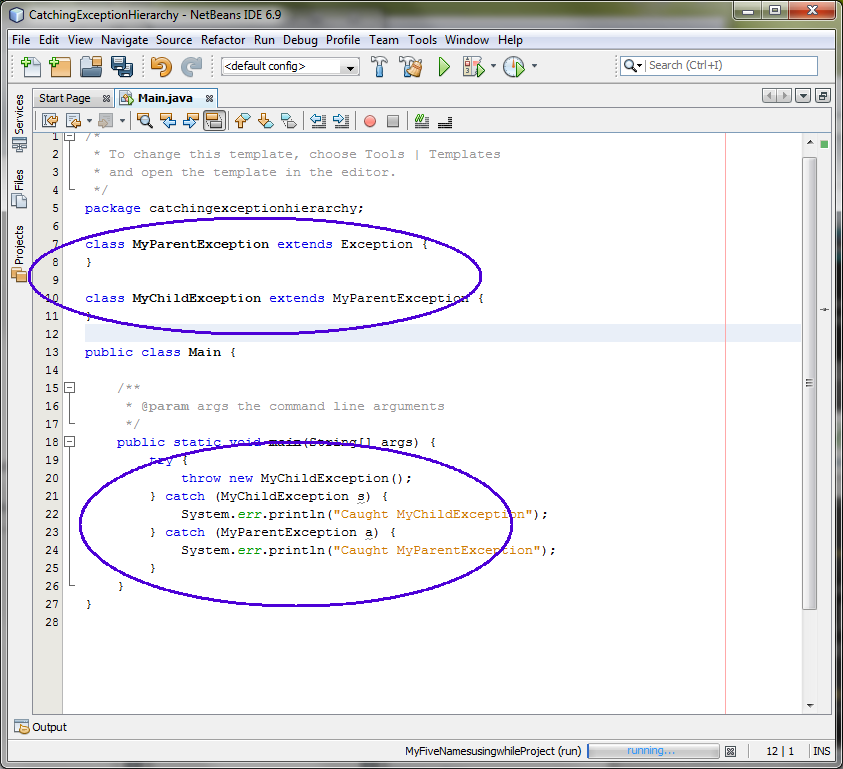 CatchingExceptionHierarchy - NetBeans IDE 6.9
File Edit View Navigate Source Refactor Run Debug Profile Team Tools Window Help
<default config>
Search (Ctrl+I)
Services
Files
Projects
Start Page
Main.java
1 /*
2 * To change this template, choose Tools | Templates
3 * and open the template in the editor.
4 */
5 package catchingexceptionhierarchy;
6
7 class MyParentException extends Exception {
8 }
9
10 class MyChildException extends MyParentException {
11 }
12
13 public class Main {
14
15 /**
16 * @param args the command line arguments
17 */
18 public static void main(String[] args) {
19 try {
20 throw new MyChildException();
21 } catch (MyChildException s) {
22 System.err.println("Caught MyChildException");
23 } catch (MyParentException a) {
24 System.err.println("Caught MyParentException");
25 }
26 }
27 }
28
Output
MyFiveNamesusingwhileProject (run) running... 12 | 1 INS